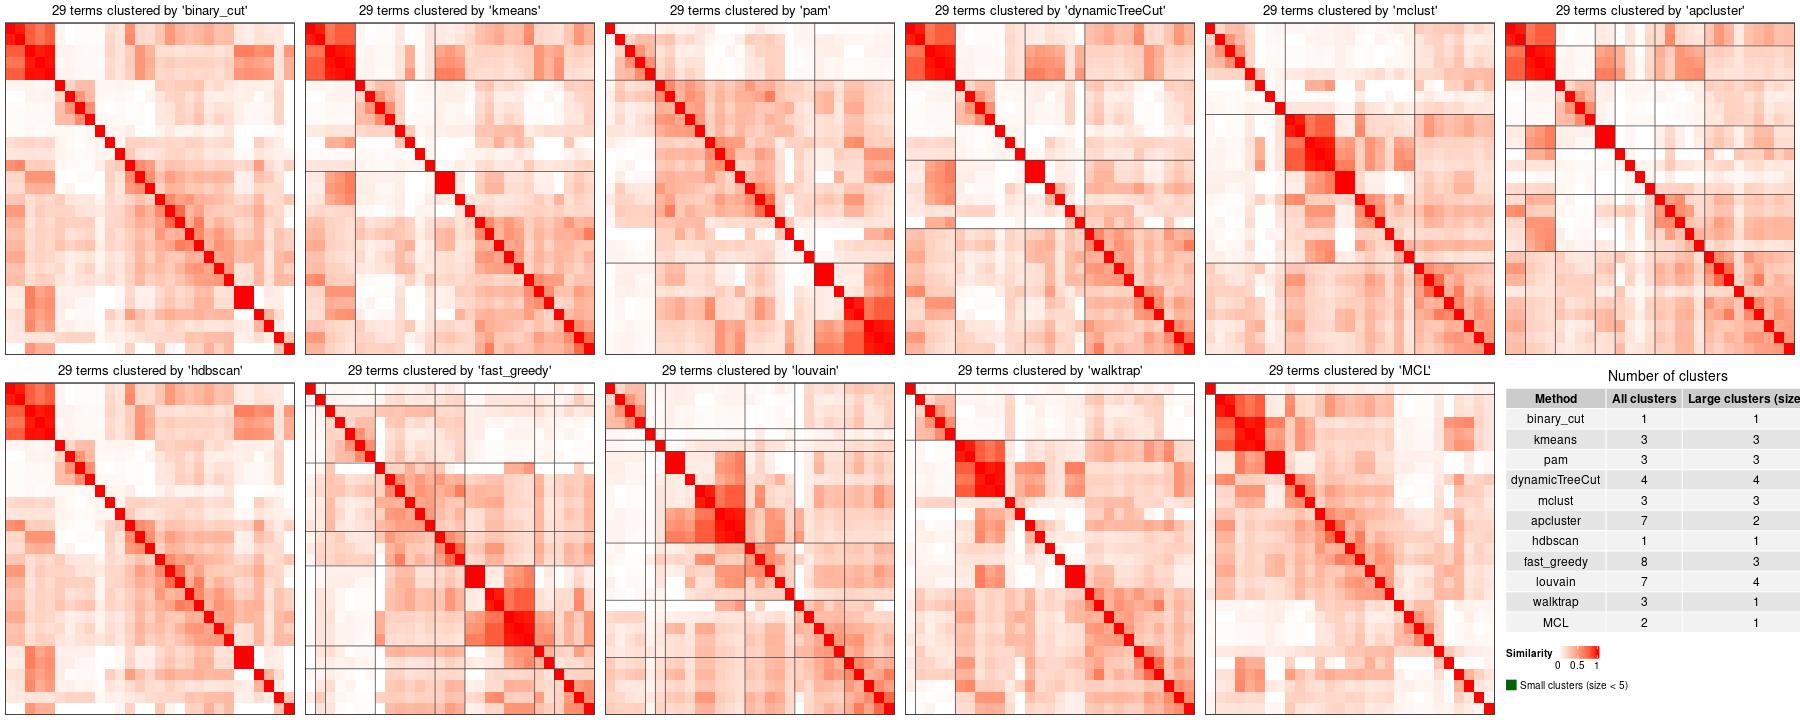 29 terms clustered by 'binary_cut'
29 terms clustered by 'kmeans'
29 terms clustered by 'pam'
29 terms clustered by 'dynamicTreeCut'
29 terms clustered by 'mclust'
29 terms clustered by 'apcluster'
29 terms clustered by 'hdbscan'
29 terms clustered by 'fast_greedy'
29 terms clustered by 'louvain'
29 terms clustered by 'walktrap'
29 terms clustered by 'MCL'
Number of clusters
Method All clusters Large clusters (size
binary_cut 1 1
kmeans 3 3
pam 3 3
dynamicTreeCut 4 4
mclust 3 3
apcluster 7 2
hdbscan 1 1
fast_greedy 8 3
louvain 7 4
walktrap 3 1
MCL 2 1
Similarity
0 0.5 1
Small clusters (size < 5)